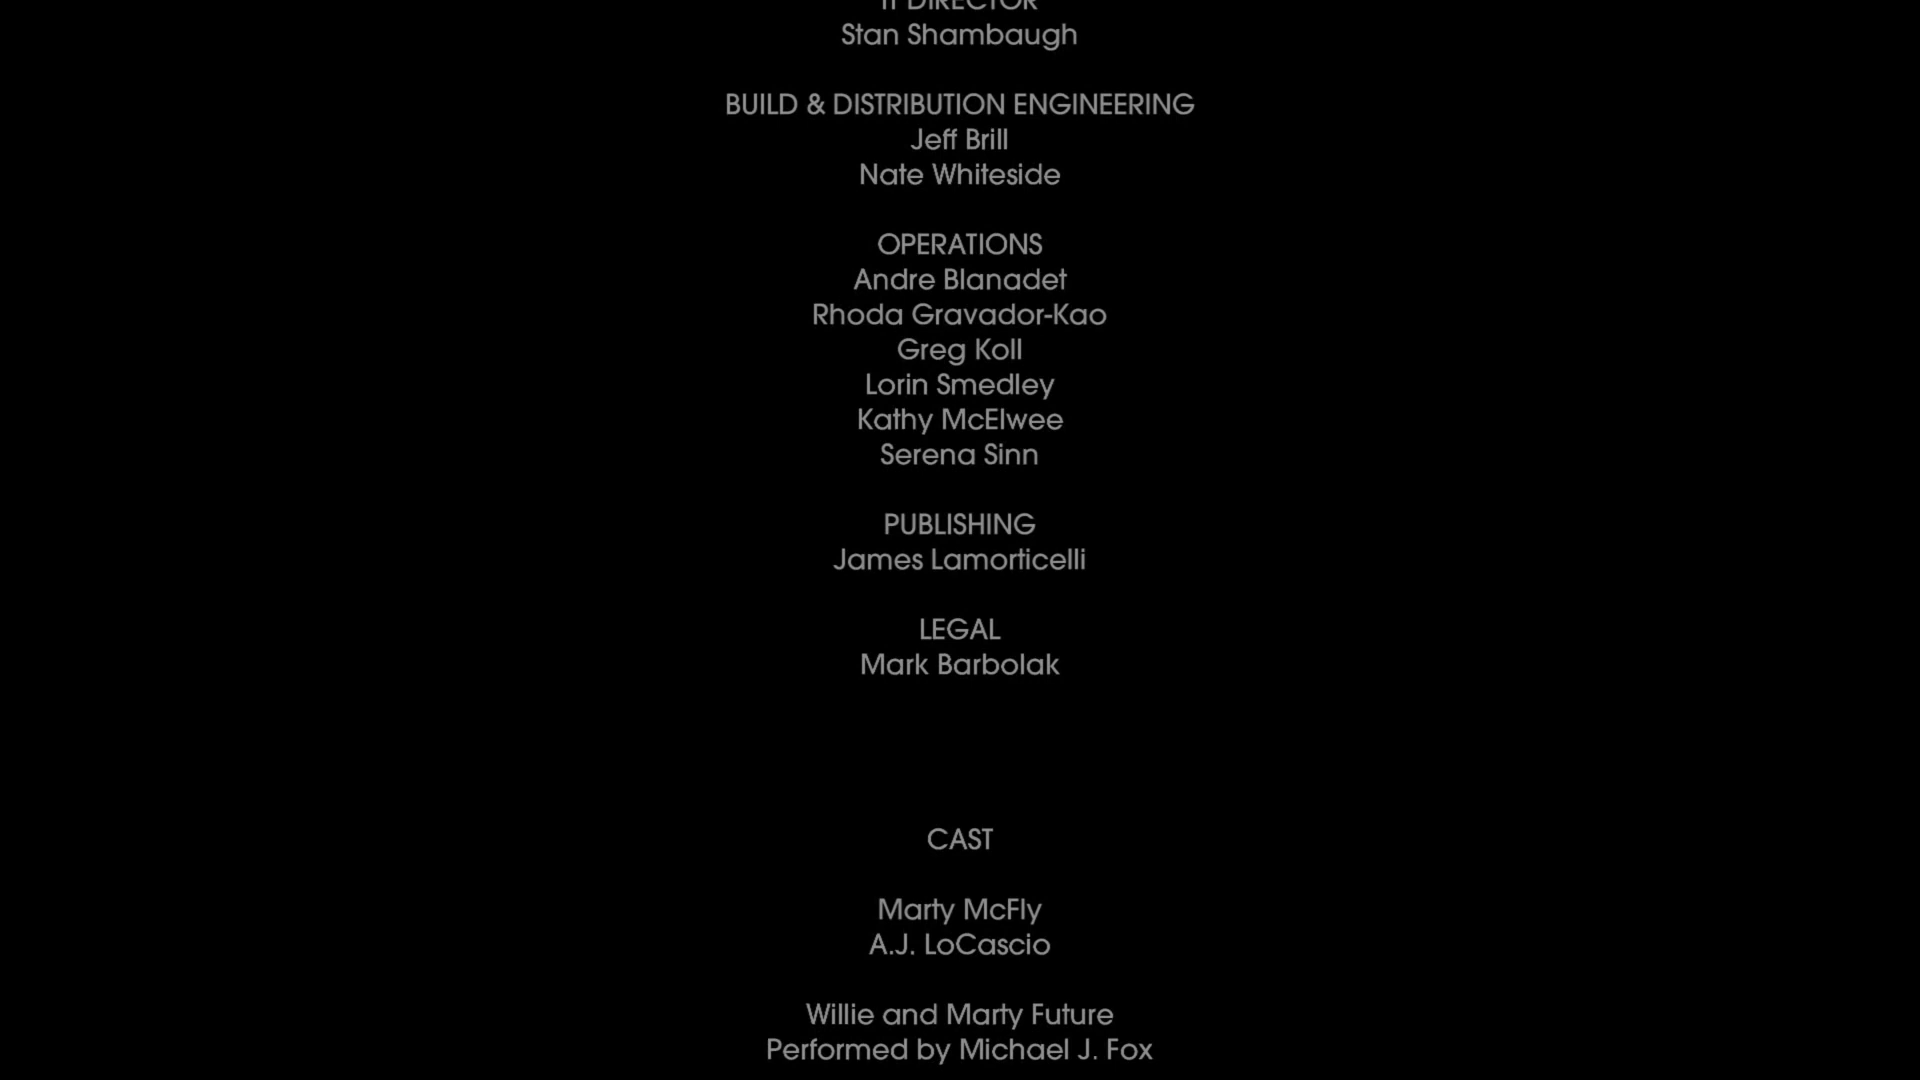 IT DIRECTOR
Stan Shambaugh
BUILD & DISTRIBUTION ENGINEERING
Jeff Brill
Nate Whiteside
OPERATIONS
Andre Blanadet
Rhoda Gravador-Kao
Greg Koll
Lorin Smedley
Kathy McElwee
Serena Sinn
PUBLISHING
James Lamorticelli
LEGAL
Mark Barbolak
CAST
Marty McFly
A.J. LoCascio
Willie and Marty Future
Performed by Michael J. Fox